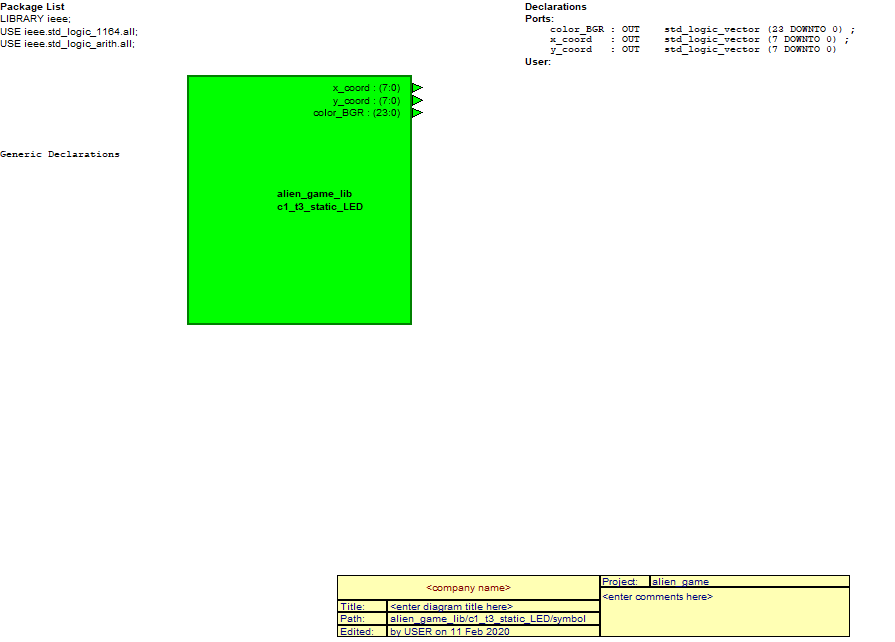 Package List
LIBRARY ieee;
USE ieee.std_logic_1164.all;
USE ieee.std_logic_arith.all;
Declarations
Ports:
color_BGR : OUT std_logic_vector (23 DOWNTO 0) ;
x_coord : OUT std_logic_vector (7 DOWNTO 0) ;
y_coord : OUT std_logic_vector (7 DOWNTO 0)
User:
x_coord : (7:0)
y_coord : (7:0)
color_BGR : (23:0)
Generic Declarations
alien_game_lib
c1_t3_static_LED
<company name>
Title: <enter diagram title here>
Path: alien_game_lib/c1_t3_static_LED/symbol
Edited: by USER on 11 Feb 2020
Project: alien_game
<enter comments here>